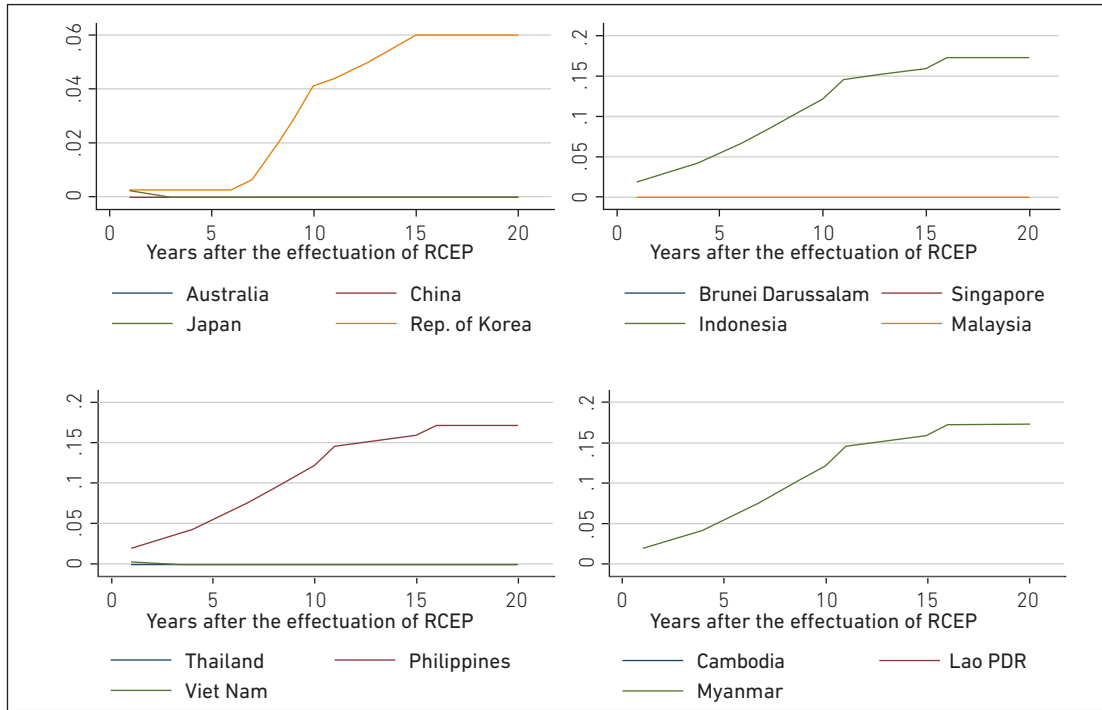 .06
.04
.02
0
0 5 10 15 20
Years after the effectuation of RCEP
Australia China
Japan Rep. of Korea
.2
.15
.1
.05
0
0 5 10 15 20
Years after the effectuation of RCEP
Brunei Darussalam Singapore
Indonesia Malaysia
.2
.15
.1
.05
0
0 5 10 15 20
Years after the effectuation of RCEP
Thailand Philippines
Viet Nam
.2
.15
.1
.05
0
0 5 10 15 20
Years after the effectuation of RCEP
Cambodia Lao PDR
Myanmar